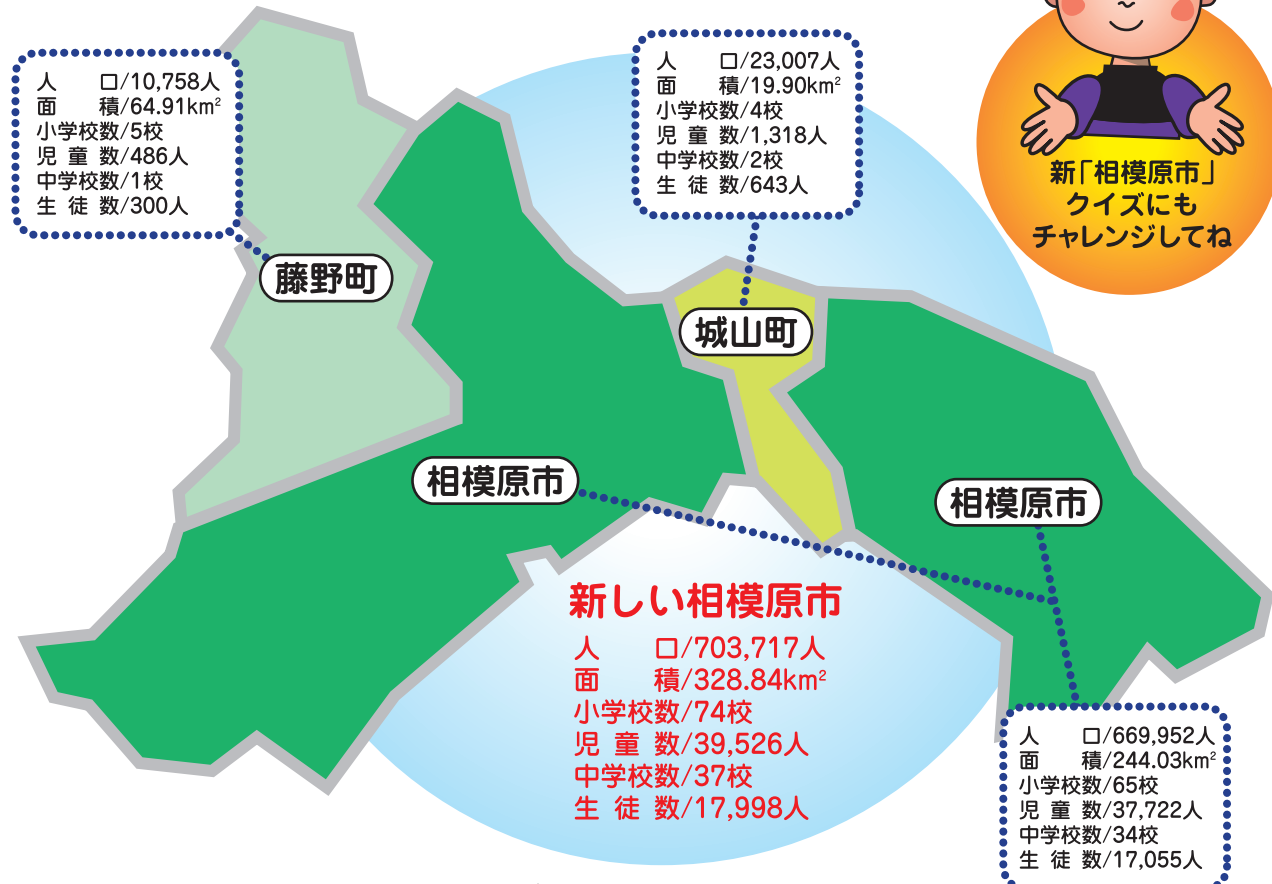 人 口/10,758人
面 積/64.91km²
小学校数/5校
児 童 数/486人
中学校数/1校
生 徒 数/300人
藤野町
人 口/23,007人
面 積/19.90km²
小学校数/4校
児 童 数/1,318人
中学校数/2校
生 徒 数/643人
城山町
新「相模原市」
クイズにも
チャレンジしてね
相模原市
相模原市
新しい相模原市
人 口/703,717人
面 積/328.84km²
小学校数/74校
児 童 数/39,526人
中学校数/37校
生 徒 数/17,998人
人 口/669,952人
面 積/244.03km²
小学校数/65校
児 童 数/37,722人
中学校数/34校
生 徒 数/17,055人